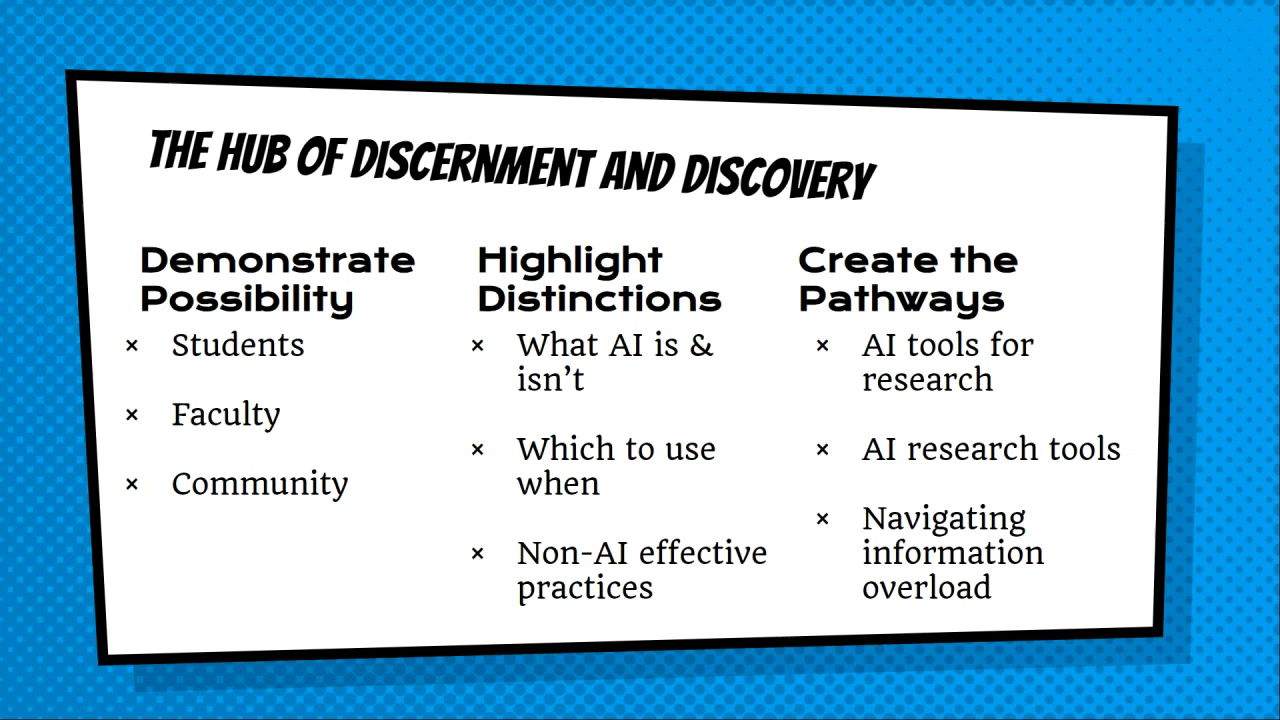 THE HUB OF DISCERNMENT AND DISCOVERY
Demonstrate
Possibility
× Students
× Faculty
× Community
Highlight
Distinctions
× What AI is &
isn’t
× Which to use
when
× Non-AI effective
practices
Create the
Pathways
× AI tools for
research
× AI research tools
× Navigating
information
overload